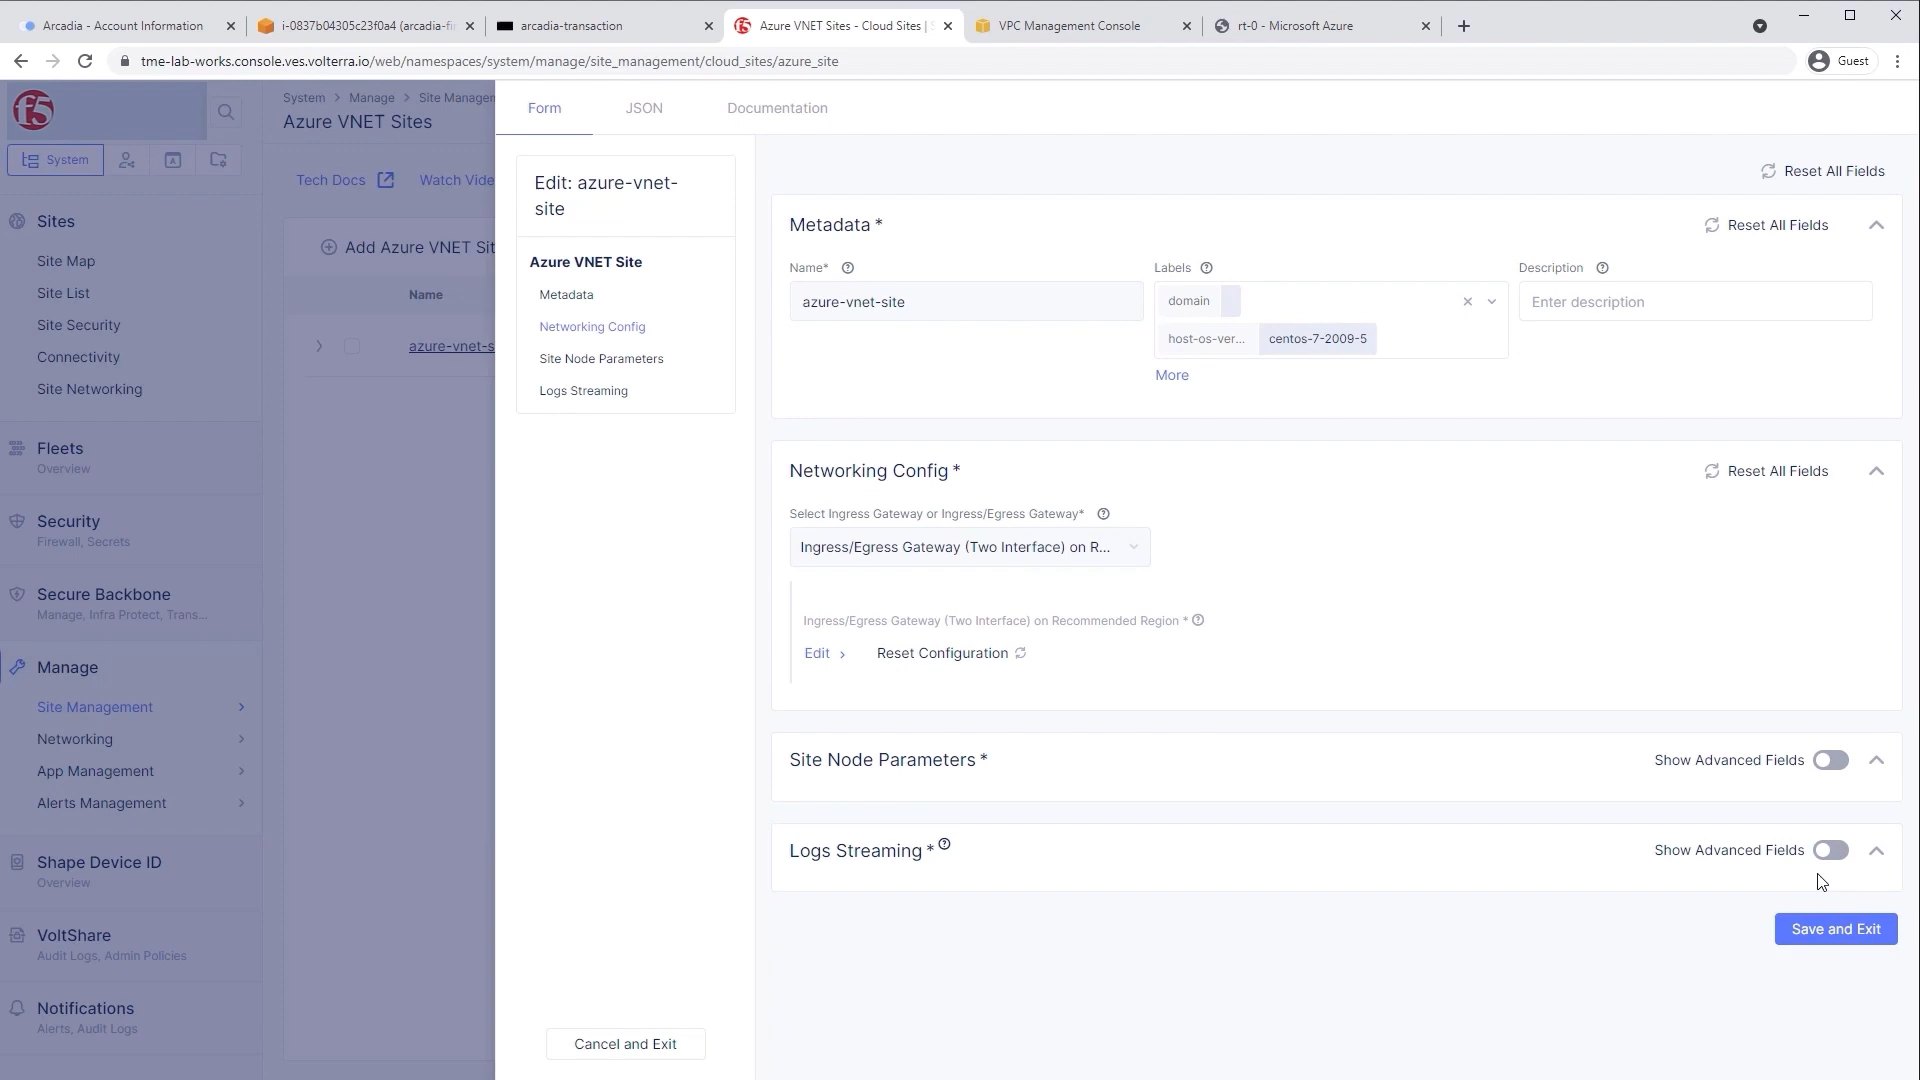 Arcadia - Account Information
i-0837b04305c23f0a4 (arcadia-fi
arcadia-transaction
Azure VNET Sites - Cloud Sites |
VPC Management Console
rt-0 - Microsoft Azure
tme-lab-works.console.ves.volterra.io/web/namespaces/system/manage/site_management/cloud_sites/azure_site
Guest
f5
System
Sites
Site Map
Site List
Site Security
Connectivity
Site Networking
Fleets
Overview
Security
Firewall, Secrets
Secure Backbone
Manage, Infra Protect, Trans...
Manage
Site Management
Networking
App Management
Alerts Management
Shape Device ID
Overview
VoltShare
Audit Logs, Admin Policies
Notifications
Alerts, Audit Logs
System > Manage > Site Managem
Azure VNET Sites
Tech Docs
Watch Vide
Add Azure VNET Sit
Name
azure-vnet-s
Form
JSON
Documentation
Edit: azure-vnet-
site
Azure VNET Site
Metadata
Networking Config
Site Node Parameters
Logs Streaming
Cancel and Exit
Reset All Fields
Metadata *
Reset All Fields
Name*
azure-vnet-site
Labels
domain
host-os-ver... centos-7-2009-5
More
Description
Enter description
Networking Config *
Reset All Fields
Select Ingress Gateway or Ingress/Egress Gateway*
Ingress/Egress Gateway (Two Interface) on R...
Ingress/Egress Gateway (Two Interface) on Recommended Region *
Edit
Reset Configuration
Site Node Parameters *
Show Advanced Fields
Logs Streaming *
Show Advanced Fields
Save and Exit